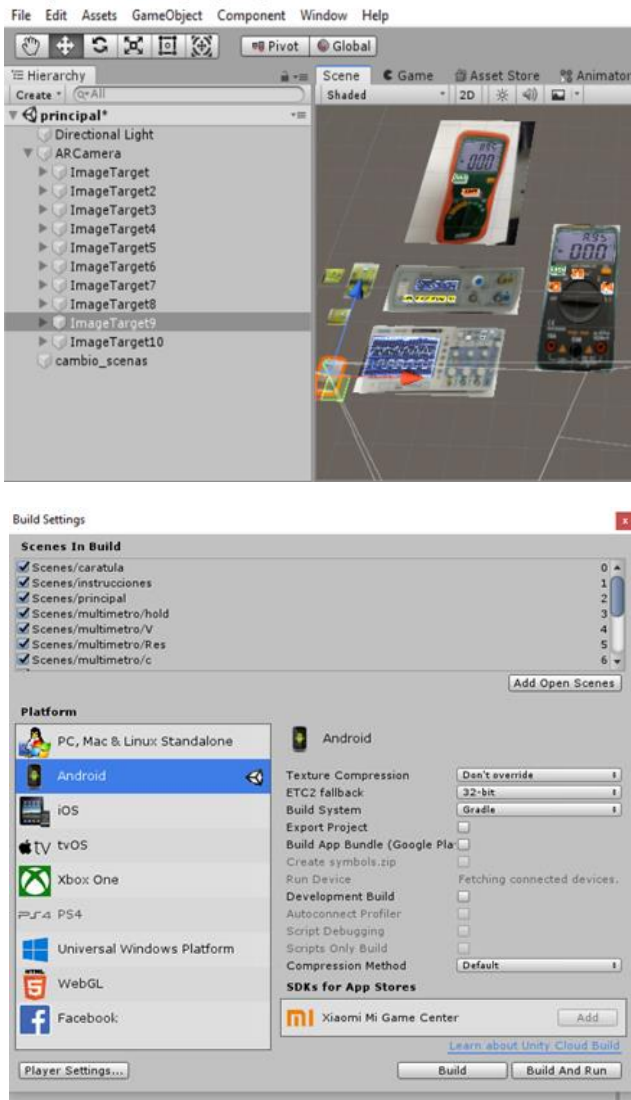 File Edit Assets GameObject Component Window Help
Pivot Global
Hierarchy
Scene Game Asset Store Animator
Create All
Shaded 2D
principal*
Directional Light
ARCamera
ImageTarget
ImageTarget2
ImageTarget3
ImageTarget4
ImageTarget5
ImageTarget6
ImageTarget7
ImageTarget8
ImageTarget9
ImageTarget10
cambio_scenas
Build Settings
Scenes In Build
Scenes/caratula 0
Scenes/instrucciones 1
Scenes/principal 2
Scenes/multimetro/hold 3
Scenes/multimetro/V 4
Scenes/multimetro/Res 5
Scenes/multimetro/c 6
Add Open Scenes
Platform
PC, Mac & Linux Standalone
Android
iOS
tv tvOS
Xbox One
PS4 PS4
Universal Windows Platform
HTML 5 WebGL
Facebook
Android
Texture Compression Don't override
ETC2 fallback 32-bit
Build System Gradle
Export Project
Build App Bundle (Google Pla
Create symbols.zip
Run Device Fetching connected devices.
Development Build
Autoconnect Profiler
Script Debugging
Scripts Only Build
Compression Method Default
SDKs for App Stores
Xiaomi Mi Game Center Add
Learn about Unity Cloud Build
Player Settings... Build Build And Run